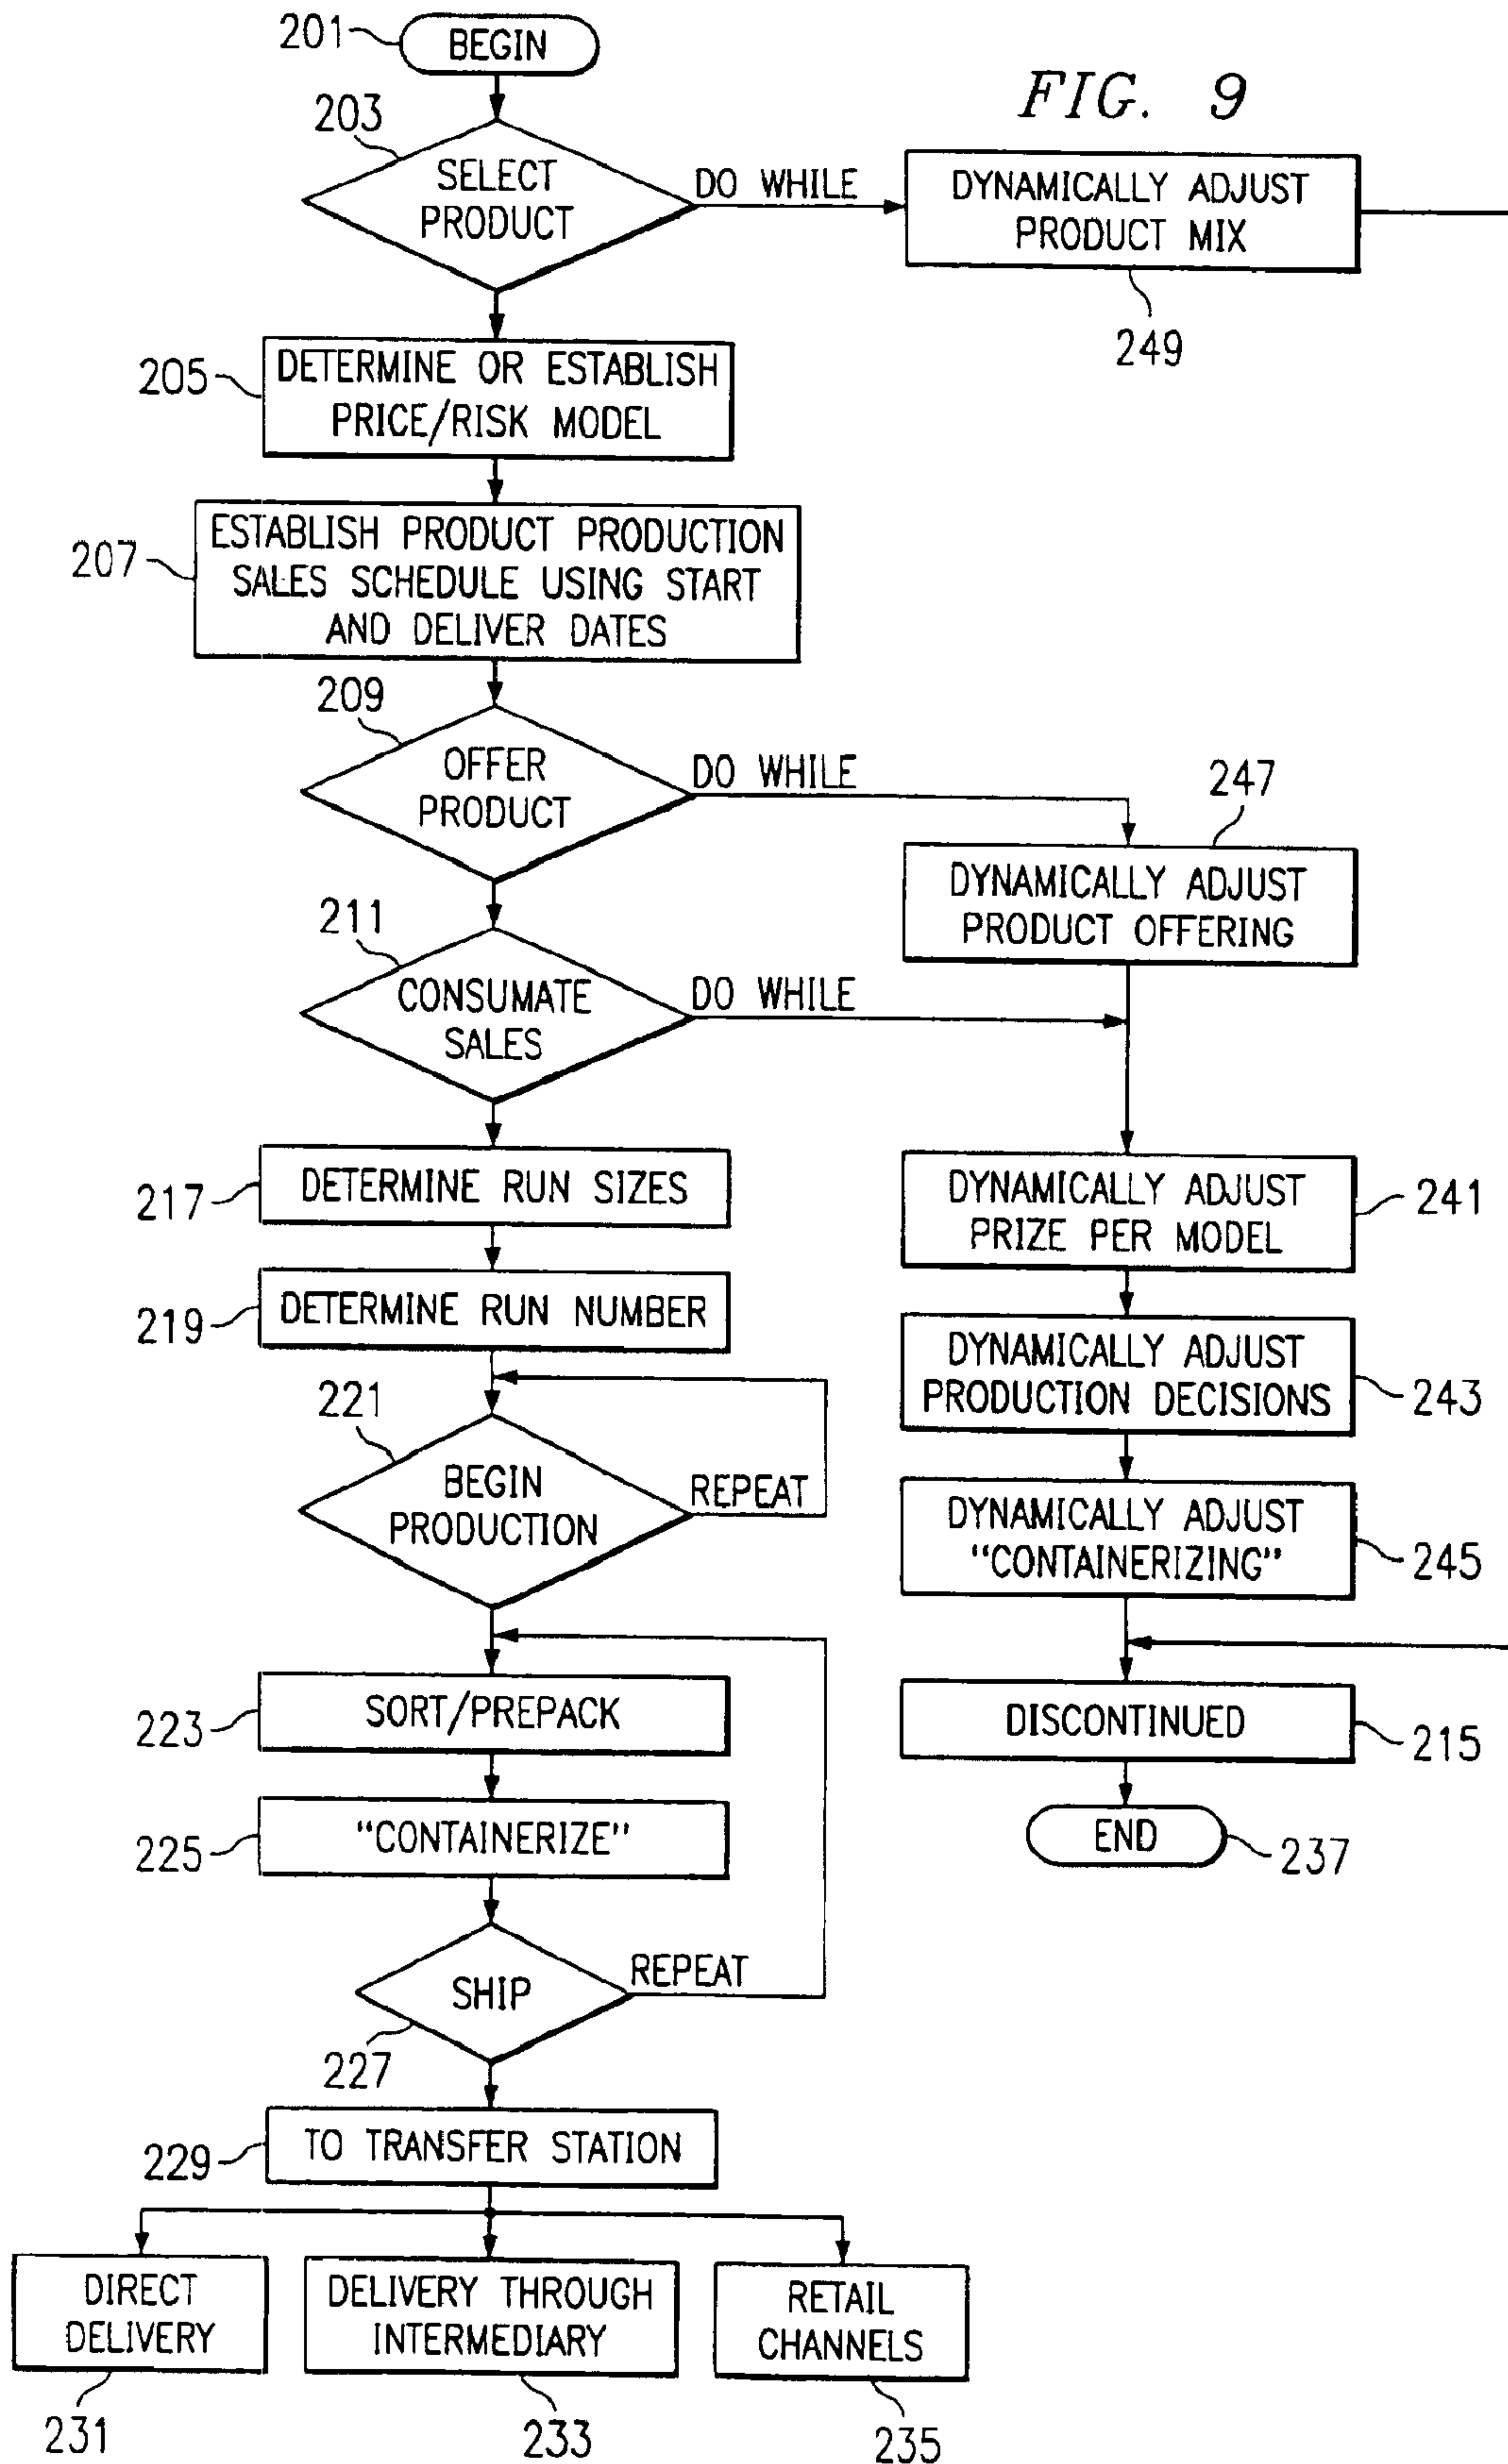 201
BEGIN
FIG. 9
203
SELECT
PRODUCT
DO WHILE
DYNAMICALLY ADJUST
PRODUCT MIX
249
205
DETERMINE OR ESTABLISH
PRICE/RISK MODEL
207
ESTABLISH PRODUCT PRODUCTION
SALES SCHEDULE USING START
AND DELIVER DATES
209
OFFER
PRODUCT
DO WHILE
247
DYNAMICALLY ADJUST
PRODUCT OFFERING
211
CONSUMATE
SALES
DO WHILE
217
DETERMINE RUN SIZES
DYNAMICALLY ADJUST
PRIZE PER MODEL
241
219
DETERMINE RUN NUMBER
DYNAMICALLY ADJUST
PRODUCTION DECISIONS
243
221
BEGIN
PRODUCTION
REPEAT
DYNAMICALLY ADJUST
"CONTAINERIZING"
245
223
SORT/PREPACK
DISCONTINUED
215
225
"CONTAINERIZE"
END
237
SHIP
REPEAT
227
229
TO TRANSFER STATION
DIRECT
DELIVERY
231
DELIVERY THROUGH
INTERMEDIARY
233
RETAIL
CHANNELS
235